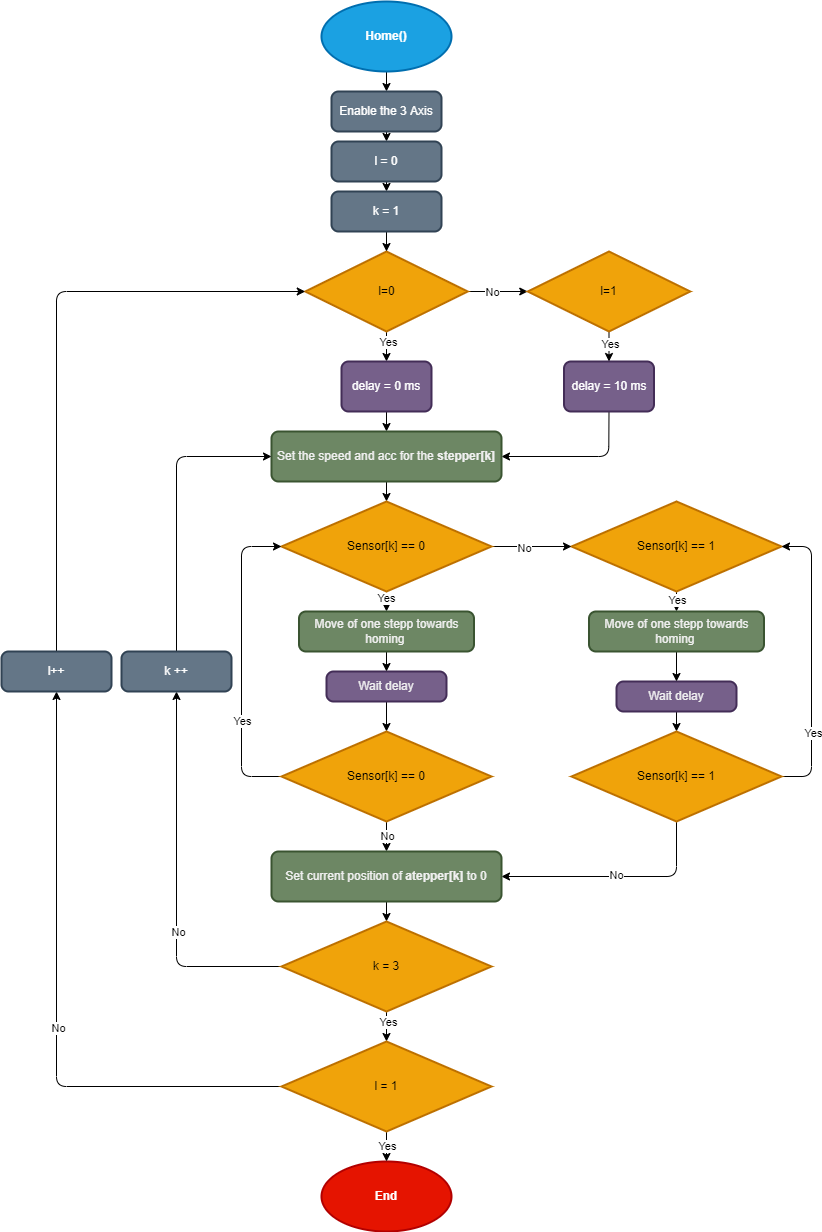 Home()
Enable the 3 Axis
l = 0
k = 1
l=0
No
l=1
Yes
Yes
delay = 0 ms
delay = 10 ms
Set the speed and acc for the stepper[k]
Sensor[k] == 0
No
Sensor[k] == 1
Yes
Yes
Move of one stepp towards
homing
Move of one stepp towards
homing
l++
k ++
Wait delay
Wait delay
Yes
Yes
Sensor[k] == 0
Sensor[k] == 1
No
Set current position of atepper[k] to 0
No
No
k = 3
Yes
No
l = 1
Yes
End